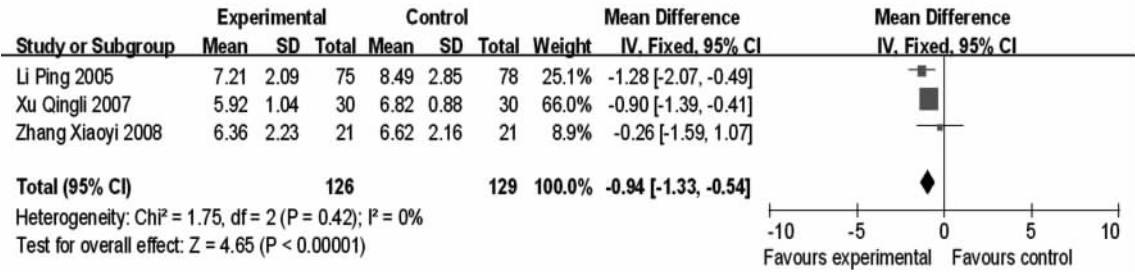 Experimental Control Mean Difference Mean Difference
Study or Subgroup Mean SD Total Mean SD Total Weight IV, Fixed, 95% CI IV, Fixed, 95% CI
Li Ping 2005 7.21 2.09 75 8.49 2.85 78 25.1% -1.28 [-2.07, -0.49]
Xu Qingli 2007 5.92 1.04 30 6.82 0.88 30 66.0% -0.90 [-1.39, -0.41]
Zhang Xiaoyi 2008 6.36 2.23 21 6.62 2.16 21 8.9% -0.26 [-1.59, 1.07]
Total (95% CI) 126 129 100.0% -0.94 [-1.33, -0.54]
Heterogeneity: Chi² = 1.75, df = 2 (P = 0.42); I² = 0%
Test for overall effect: Z = 4.65 (P < 0.00001)
-10 -5 0 5 10
Favours experimental Favours control